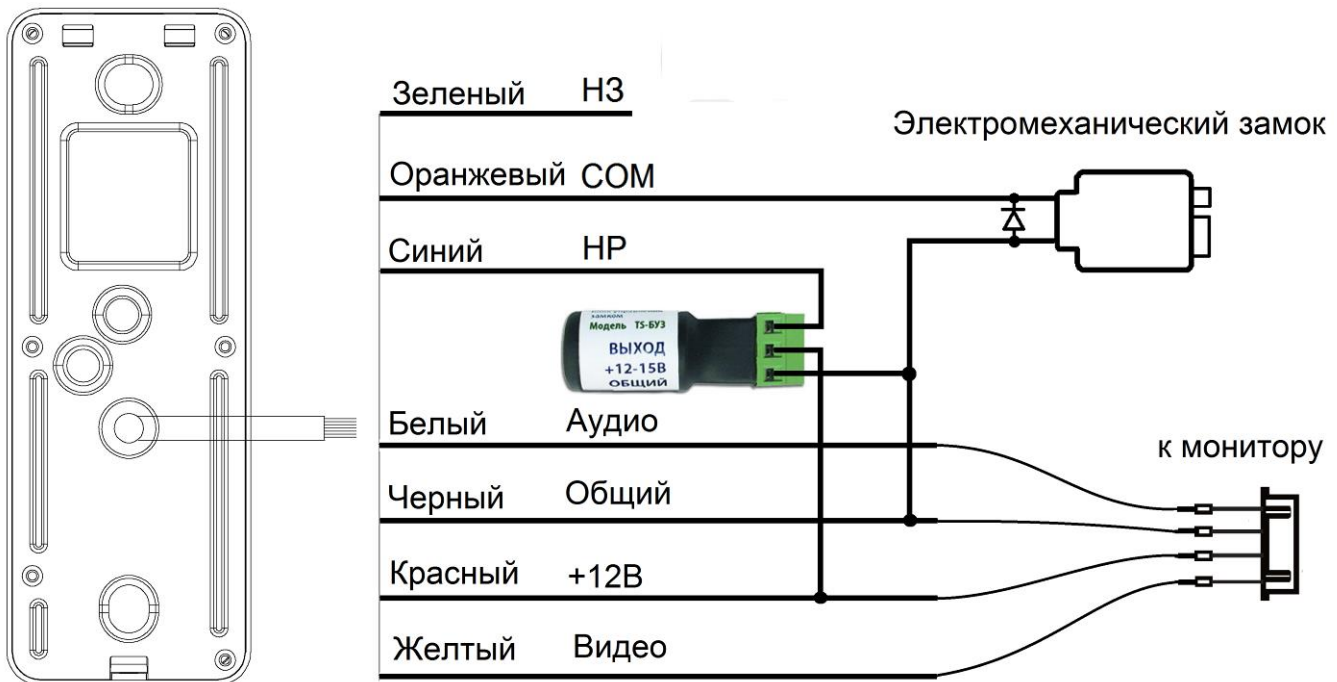 Зеленый НЗ
Электромеханический замок
Оранжевый COM
Синий НР
замком
Модель TS-БУЗ
ВЫХОД
+12-15В
ОБЩИЙ
Белый Аудио
к монитору
Черный Общий
Красный +12В
Желтый Видео